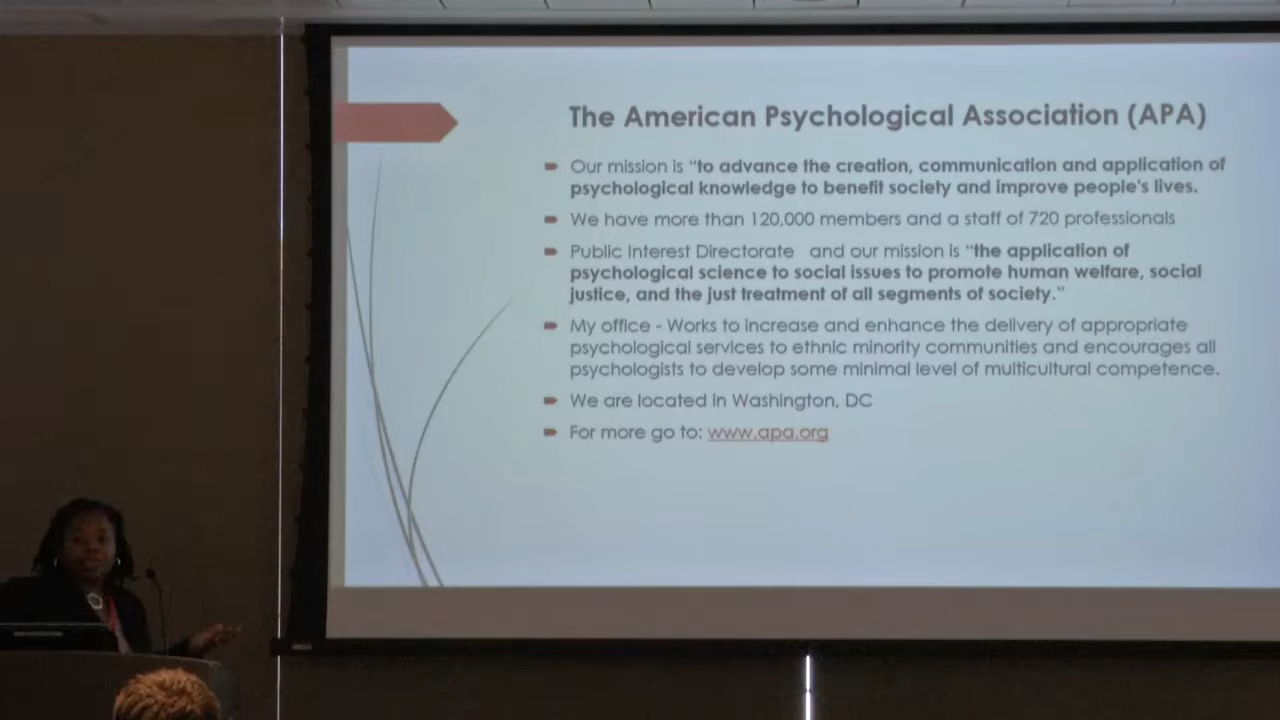 The American Psychological Association (APA)
Our mission is "to advance the creation, communication and application of
psychological knowledge to benefit society and improve people's lives.
We have more than 120,000 members and a staff of 720 professionals
Public Interest Directorate and our mission is "the application of
psychological science to social issues to promote human welfare, social
justice, and the just treatment of all segments of society."
My office - Works to increase and enhance the delivery of appropriate
psychological services to ethnic minority communities and encourages all
psychologists to develop some minimal level of multicultural competence.
We are located in Washington, DC
For more go to: www.apa.org